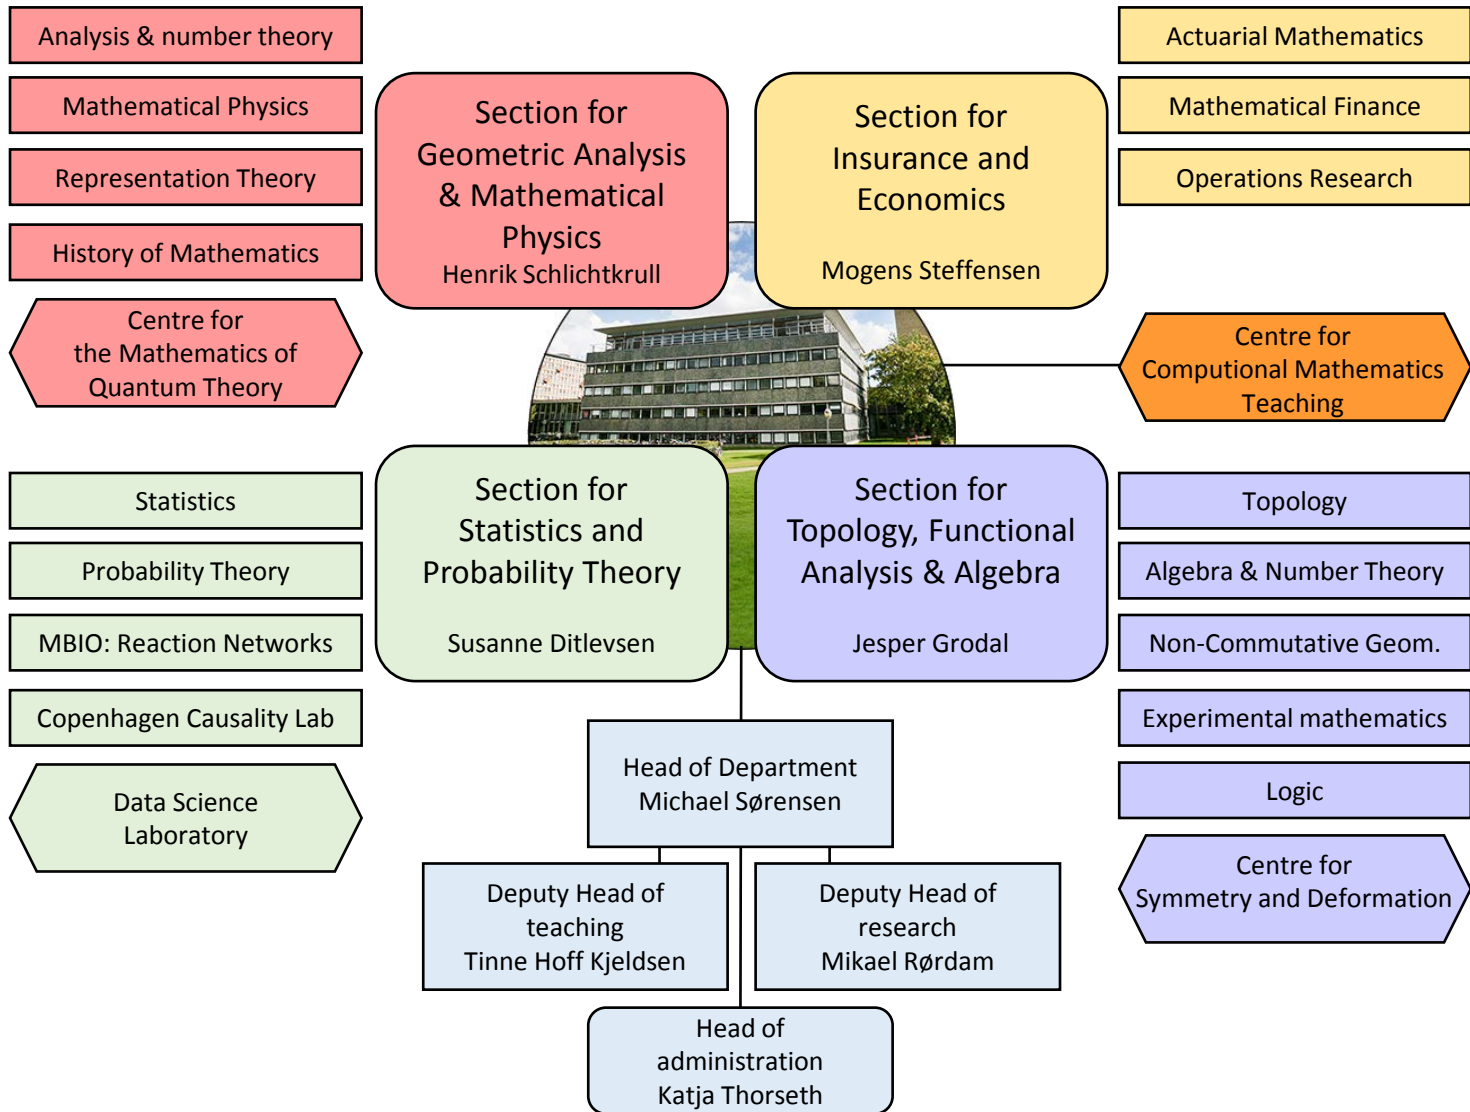 Analysis & number theory
Mathematical Physics
Representation Theory
History of Mathematics
Centre for
the Mathematics of
Quantum Theory
Section for
Geometric Analysis
& Mathematical
Physics
Henrik Schlichtkrull
Section for
Insurance and
Economics
Mogens Steffensen
Actuarial Mathematics
Mathematical Finance
Operations Research
Centre for
Computional Mathematics
Teaching
Statistics
Probability Theory
MBIO: Reaction Networks
Copenhagen Causality Lab
Data Science
Laboratory
Section for
Statistics and
Probability Theory
Susanne Ditlevsen
Section for
Topology, Functional
Analysis & Algebra
Jesper Grodal
Topology
Algebra & Number Theory
Non-Commutative Geom.
Experimental mathematics
Logic
Centre for
Symmetry and Deformation
Head of Department
Michael Sørensen
Deputy Head of
teaching
Tinne Hoff Kjeldsen
Deputy Head of
research
Mikael Rørdam
Head of
administration
Katja Thorseth